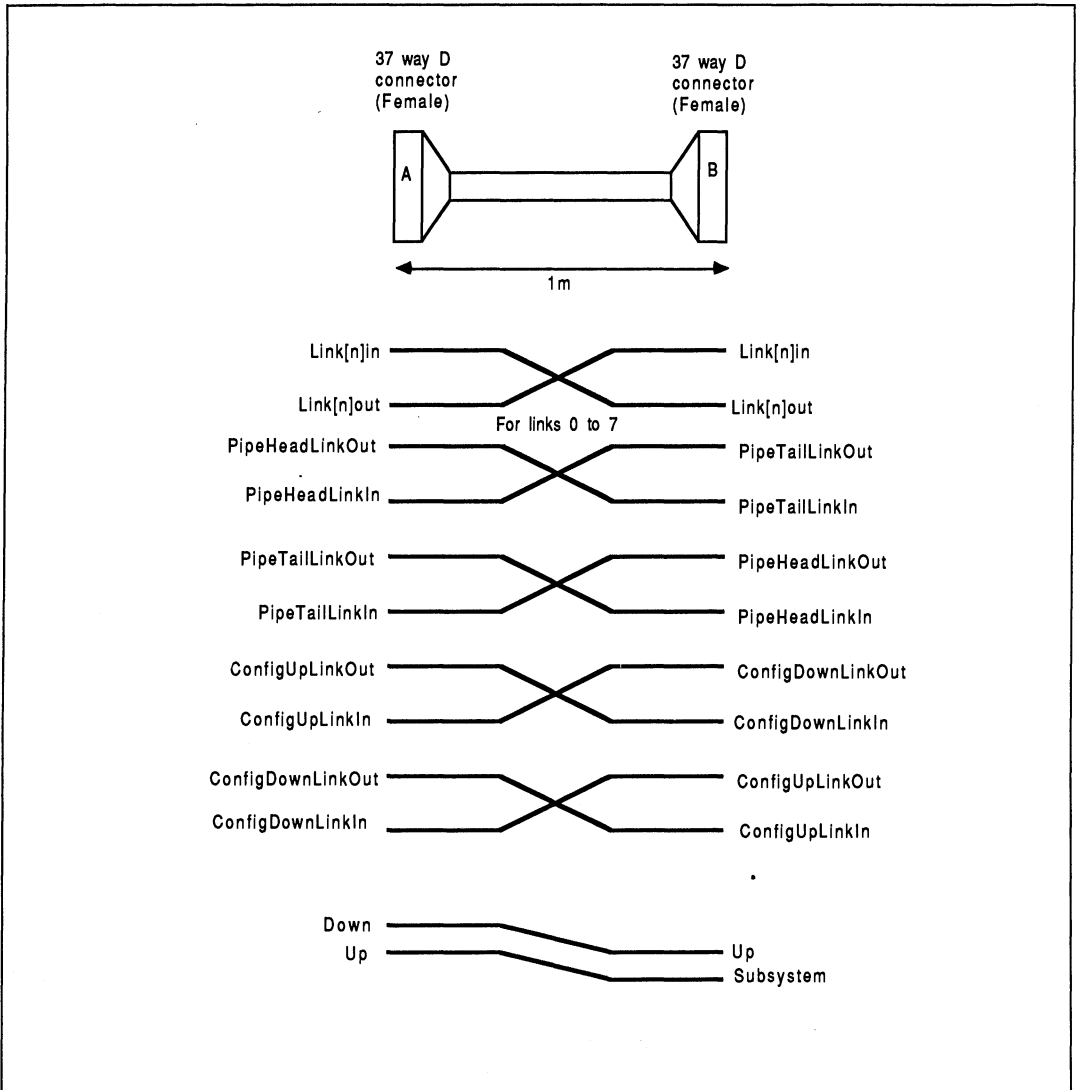 37 way D
connector
(Female)
37 way D
connector
(Female)
A
B
1m
Link[n]in
Link[n]in
Link[n]out
Link[n]out
For links 0 to 7
PipeHeadLinkOut
PipeTailLinkOut
PipeHeadLinkIn
PipeTailLinkIn
PipeTailLinkOut
PipeHeadLinkOut
PipeTailLinkIn
PipeHeadLinkIn
ConfigUpLinkOut
ConfigDownLinkOut
ConfigUpLinkIn
ConfigDownLinkIn
ConfigDownLinkOut
ConfigUpLinkOut
ConfigDownLinkIn
ConfigUpLinkIn
Down
Up
Up
Subsystem